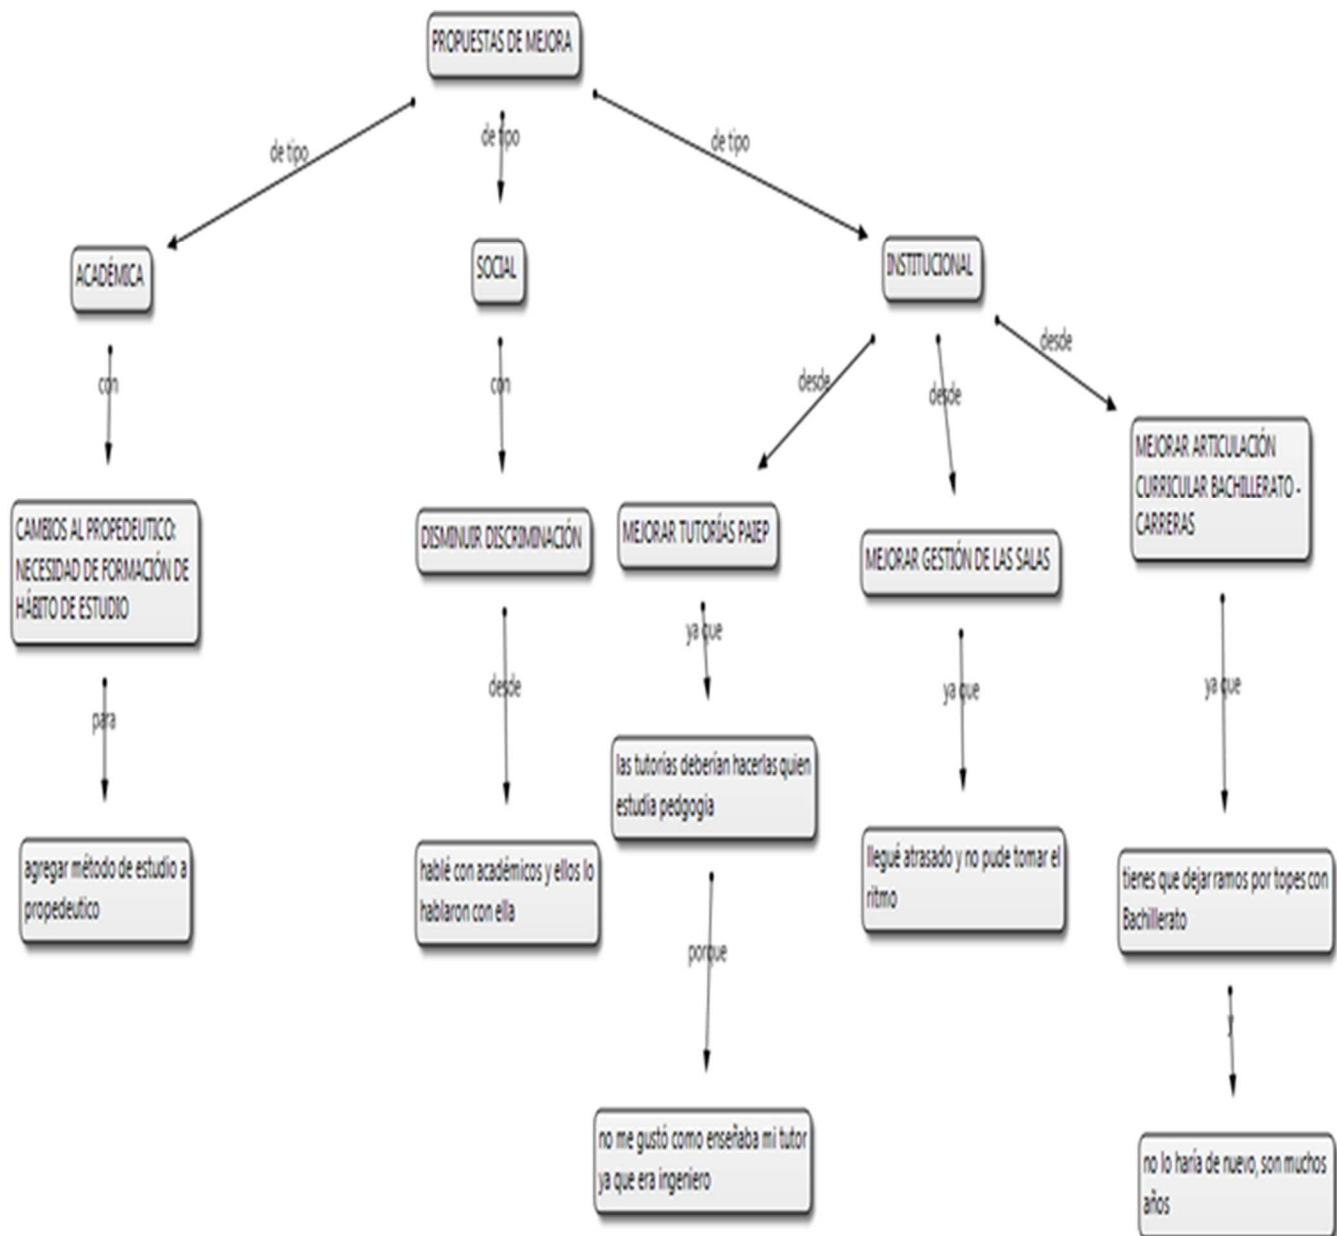 PROPUESTAS DE MEJORA
de tipo
de tipo
de tipo
ACADÉMICA
SOCIAL
INSTITUCIONAL
con
con
desde
desde
desde
CAMBIOS AL PROPEDEUTICO:
NECESIDAD DE FORMACIÓN DE
HÁBITO DE ESTUDIO
DISMINUIR DISCRIMINACIÓN
MEJORAR TUTORÍAS PAIEP
MEJORAR GESTIÓN DE LAS SALAS
MEJORAR ARTICULACIÓN
CURRICULAR BACHILLERATO -
CARRERAS
para
desde
ya que
ya que
ya que
agregar método de estudio a
propedeutico
hablé con académicos y ellos lo
hablaron con ella
las tutorías deberían hacerlas quien
estudia pedgogia
llegué atrasado y no pude tomar el
ritmo
tienes que dejar ramos por topes con
Bachillerato
porque
y
no me gustó como enseñaba mi tutor
ya que era ingeniero
no lo haría de nuevo, son muchos
años